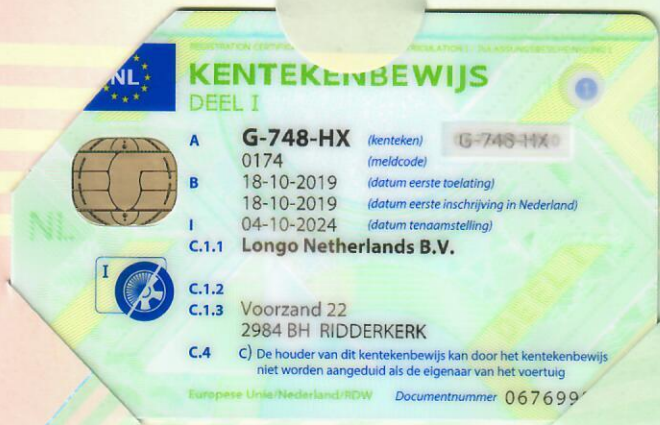 NL
KENTEKENBEWIJS
DEEL I
A G-748-HX (kenteken) G-748-HX
0174 (meldcode)
B 18-10-2019 (datum eerste toelating)
18-10-2019 (datum eerste inschrijving in Nederland)
I 04-10-2024 (datum tenaamstelling)
C.1.1 Longo Netherlands B.V.
NL
I
C.1.2
C.1.3 Voorzand 22
2984 BH RIDDERKERK
C.4 C) De houder van dit kentekenbewijs kan door het kentekenbewijs
niet worden aangeduid als de eigenaar van het voertuig
Europese Unie/Nederland/RDW Documentnummer 067699
DEEL I